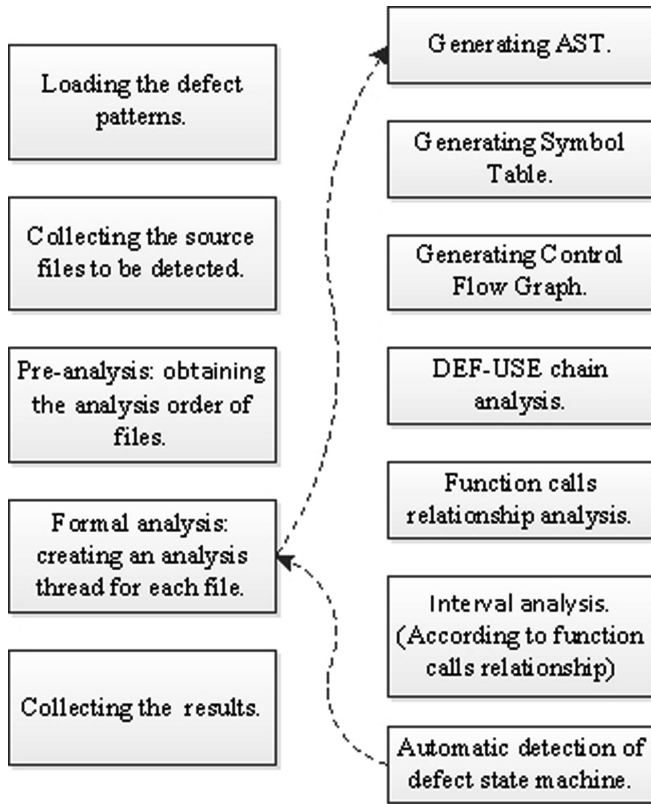 Loading the defect
patterns.
Collecting the source
files to be detected.
Pre-analysis: obtaining
the analysis order of
files.
Formal analysis:
creating an analysis
thread for each file.
Collecting the results.
Generating AST.
Generating Symbol
Table.
Generating Control
Flow Graph.
DEF-USE chain
analysis.
Function calls
relationship analysis.
Interval analysis.
(According to function
calls relationship)
Automatic detection of
defect state machine.